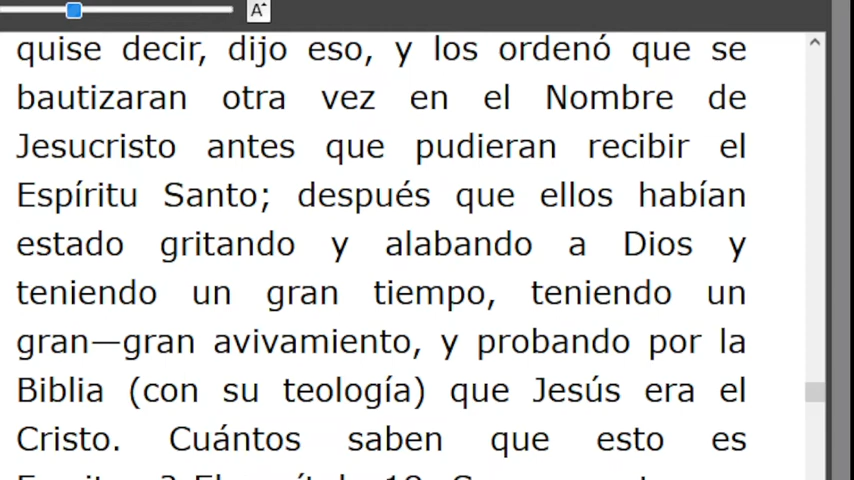 A
quise decir, dijo eso, y los ordenó que se
bautizaran otra vez en el Nombre de
Jesucristo antes que pudieran recibir el
Espíritu Santo; después que ellos habían
estado gritando y alabando a Dios y
teniendo un gran tiempo, teniendo un
gran—gran avivamiento, y probando por la
Biblia (con su teología) que Jesús era el
Cristo. Cuántos saben que esto es